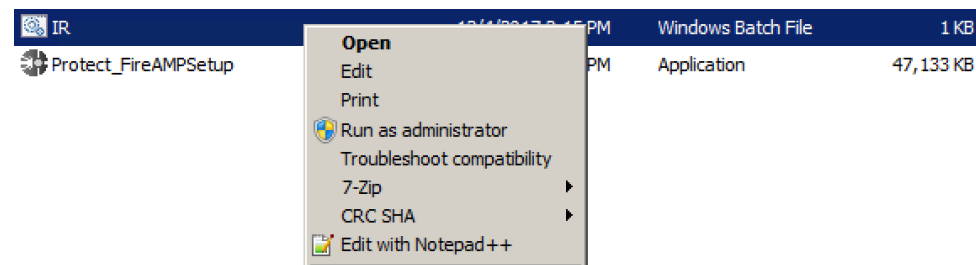 IR PM Windows Batch File 1 KB
Open
Protect_FireAMPSetup PM Application 47,133 KB
Edit
Print
Run as administrator
Troubleshoot compatibility
7-Zip
CRC SHA
Edit with Notepad++